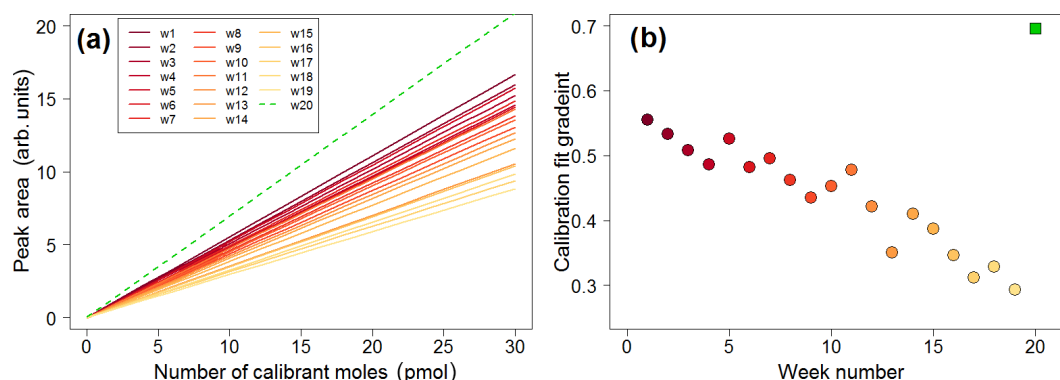 (a)
w1 w8 w15
w2 w9 w16
w3 w10 w17
w4 w11 w18
w5 w12 w19
w6 w13 w20
w7 w14
20
15
10
5
0
Peak area (arb. units)
0 5 10 15 20 25 30
Number of calibrant moles (pmol)
(b)
0.7
0.6
0.5
0.4
0.3
Calibration fit gradeint
0 5 10 15 20
Week number